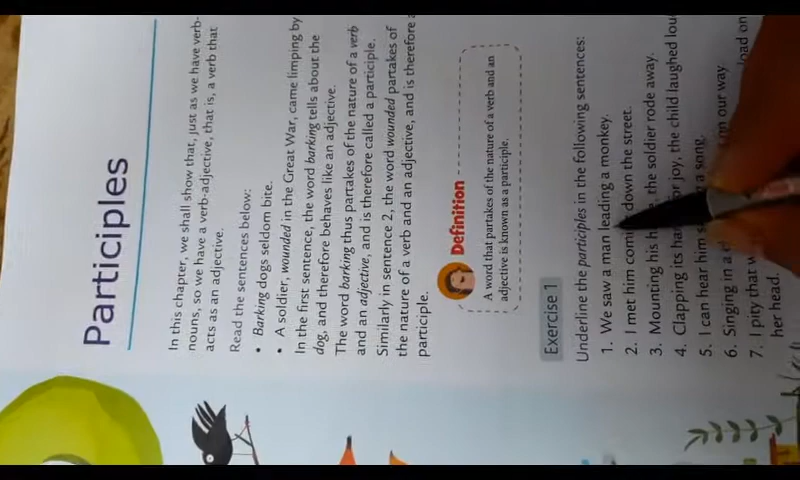 Participles
In this chapter, we shall show that, just as we have verb-
nouns, so we have a verb-adjective, that is, a verb that
acts as an adjective.
Read the sentences below:
• Barking dogs seldom bite.
• A soldier, wounded in the Great War, came limping by
In the first sentence, the word barking tells about the
dog, and therefore behaves like an adjective.
The word barking thus partakes of the nature of a verb
and an adjective, and is therefore called a participle.
Similarly in sentence 2, the word wounded partakes of
the nature of a verb and an adjective, and is therefore
participle.
Definition
A word that partakes of the nature of a verb and an
adjective is known as a participle.
Exercise 1
Underline the participles in the following sentences:
1. We saw a man leading a monkey.
2. I met him down the street.
3. Mounting his the soldier rode away.
4. Clapping its joy, the child laughed
5. I can hear him a song.
6. Singing in a on our way
7. I pity that load on
her head.